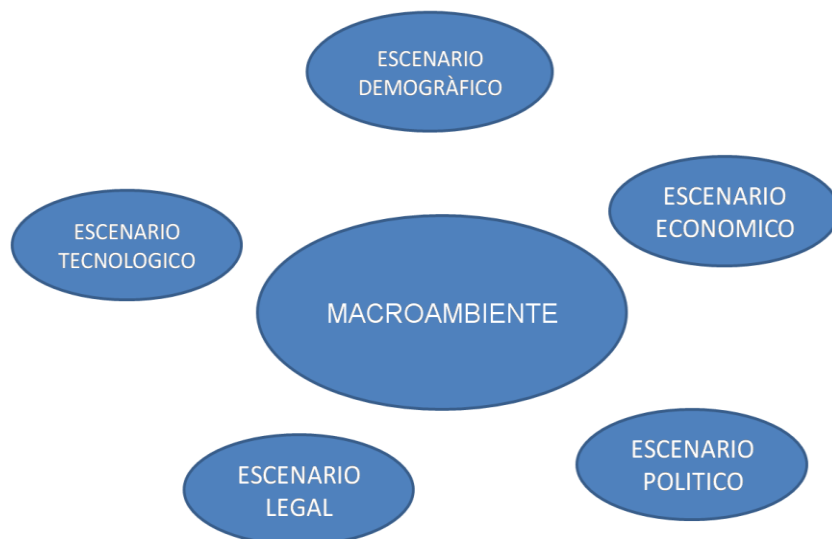 ESCENARIO
DEMOGRÀFICO
ESCENARIO
ECONOMICO
ESCENARIO
TECNOLOGICO
MACROAMBIENTE
ESCENARIO
POLITICO
ESCENARIO
LEGAL